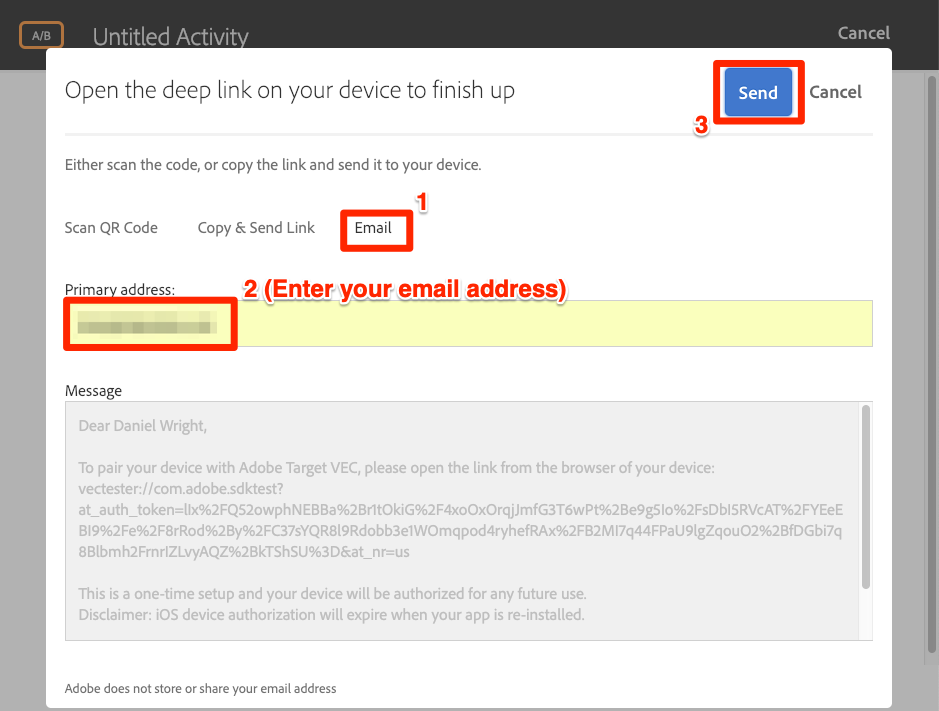 A/B
Untitled Activity
Cancel
Open the deep link on your device to finish up
Send
Cancel
3
Either scan the code, or copy the link and send it to your device.
1
Scan QR Code
Copy & Send Link
Email
Primary address:
2 (Enter your email address)
Message
Dear Daniel Wright,
To pair your device with Adobe Target VEC, please open the link from the browser of your device:
vectester://com.adobe.sdktest?
at_auth_token=lIx%2FQ52owphNEBBa%2Br1tOkiG%2F4xoOxOrqjJmfG3T6wPt%2Be9g5Io%2FsDbI5RVcAT%2FYEeE
BI9%2Fe%2F8rRod%2By%2FC37sYQR8l9Rdobb3e1WOmqpod4ryhefRAx%2FB2MI7q44FPaU9lgZqouO2%2BfDGbi7q
8Blbmh2FrnrIZLvyAQZ%2BkTShSU%3D&at_nr=us
This is a one-time setup and your device will be authorized for any future use.
Disclaimer: iOS device authorization will expire when your app is re-installed.
Adobe does not store or share your email address